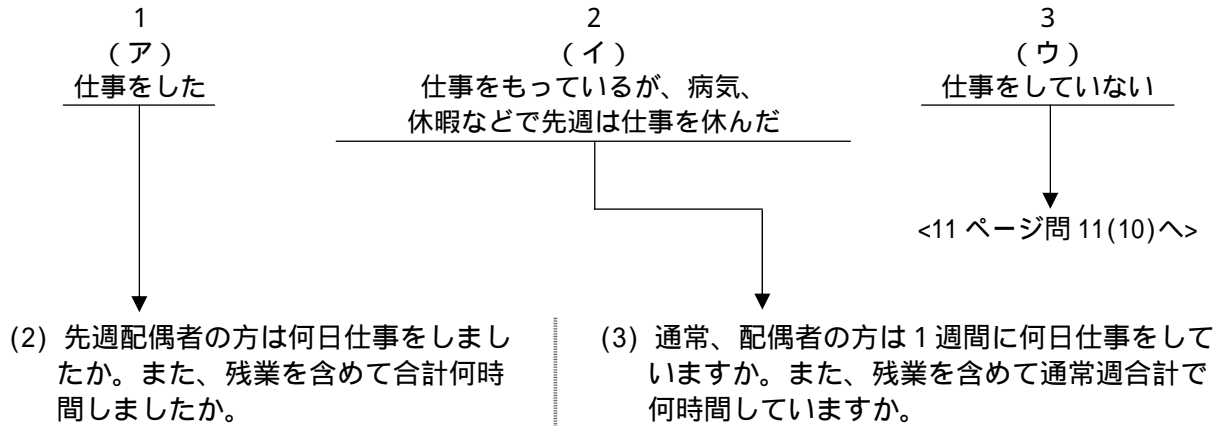 1
(ア)
仕事をした
2
(イ)
仕事をもっているが、病気、
休暇などで先週は仕事を休んだ
3
(ウ)
仕事をしていない
<11 ページ問 11(10)へ>
(2) 先週配偶者の方は何日仕事をしまし
たか。また、残業を含めて合計何時
間しましたか。
(3) 通常、配偶者の方は 1 週間に何日仕事をして
いますか。また、残業を含めて通常週合計で
何時間していますか。